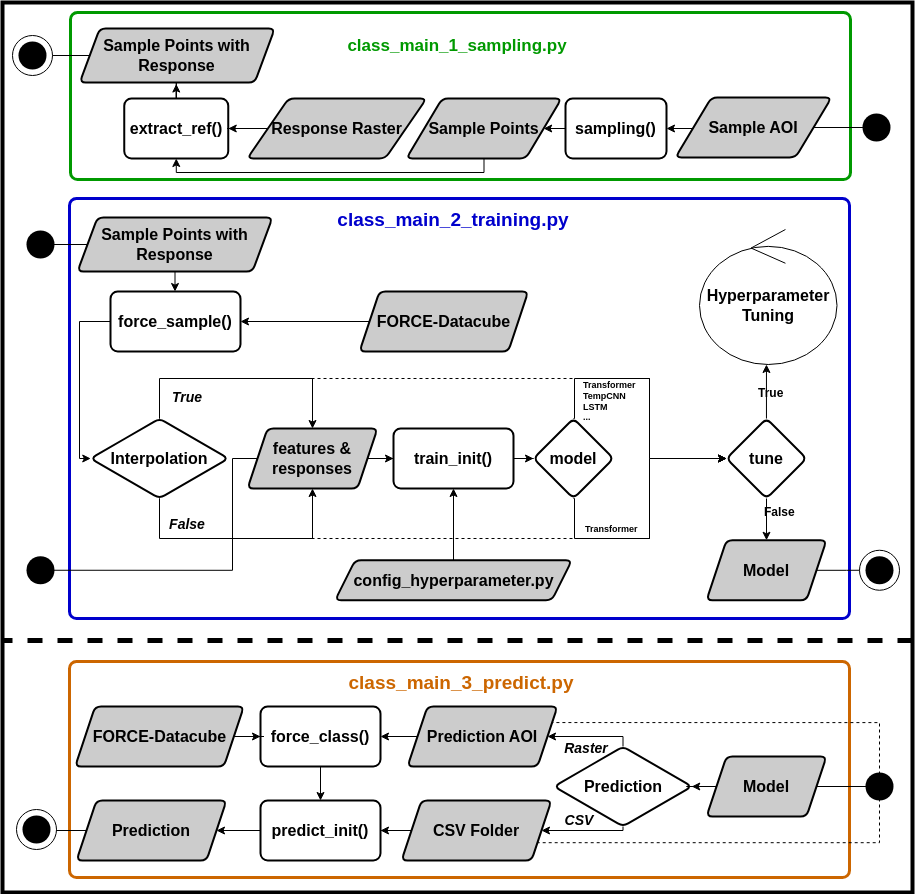 class_main_1_sampling.py
Sample Points with
Response
extract_ref()
Response Raster
Sample Points
sampling()
Sample AOI
class_main_2_training.py
Sample Points with
Response
force_sample()
FORCE-Datacube
Hyperparameter
Tuning
True
Transformer
TempCNN
LSTM
...
True
Interpolation
features &
responses
train_init()
model
tune
False
Transformer
False
config_hyperparameter.py
Model
class_main_3_predict.py
FORCE-Datacube
force_class()
Prediction AOI
Raster
Prediction
Model
CSV
Prediction
predict_init()
CSV Folder